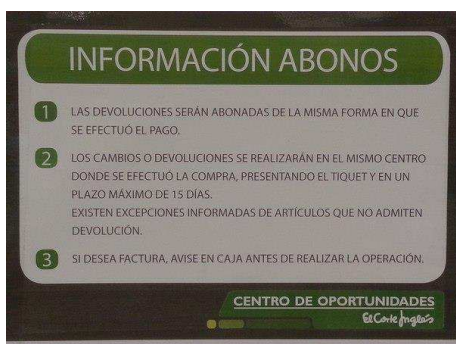 INFORMACIÓN ABONOS
1 LAS DEVOLUCIONES SERÁN ABONADAS DE LA MISMA FORMA EN QUE
SE EFECTUÓ EL PAGO.
2 LOS CAMBIOS O DEVOLUCIONES SE REALIZARÁN EN EL MISMO CENTRO
DONDE SE EFECTUÓ LA COMPRA, PRESENTANDO EL TIQUET Y EN UN
PLAZO MÁXIMO DE 15 DÍAS.
EXISTEN EXCEPCIONES INFORMADAS DE ARTÍCULOS QUE NO ADMITEN
DEVOLUCIÓN.
3 SI DESEA FACTURA, AVISE EN CAJA ANTES DE REALIZAR LA OPERACIÓN.
CENTRO DE OPORTUNIDADES
El Corte Inglés